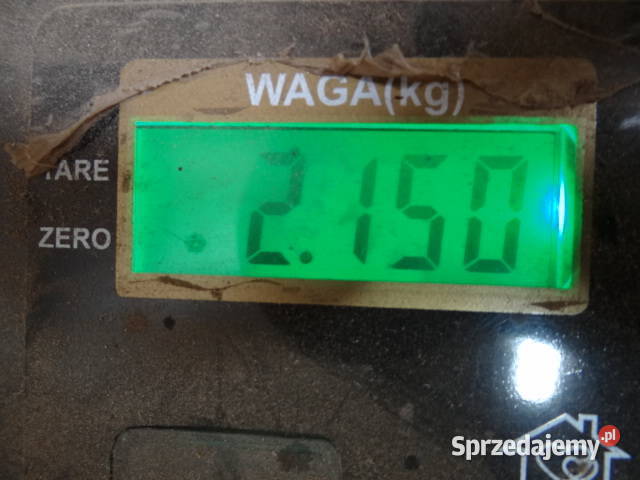 WAGA(kg)
TARE
2.150
ZERO
Sprzedajemy.pl